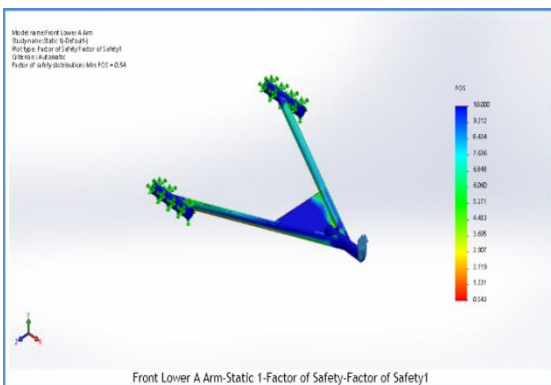 Model name:Front Lower A Arm
Studyname:Static 1(-Default-)
Plot type: Factor of Safety Factor of Safety1
Criterion : Automatic
Factor of safety distribution: Min FOS = 0.54
FOS
10.000
9.212
8.424
7.636
6.848
6.060
5.271
4.483
3.695
2.907
2.119
1.331
0.543
Y
Z
X
Front Lower A Arm-Static 1-Factor of Safety-Factor of Safety1